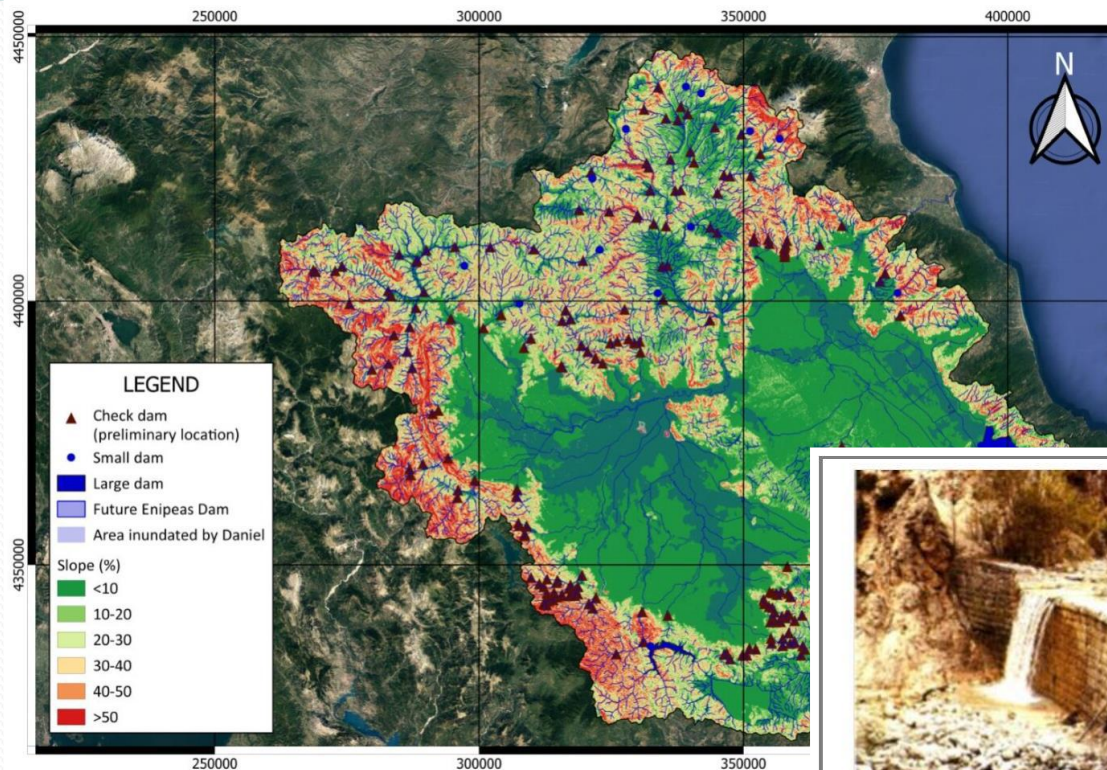 250000 300000 350000 400000
4450000
N
4400000
4350000
LEGEND
Check dam
(preliminary location)
Small dam
Large dam
Future Enipeas Dam
Area inundated by Daniel
Slope (%)
<10
10-20
20-30
30-40
40-50
>50
250000 300000 350000